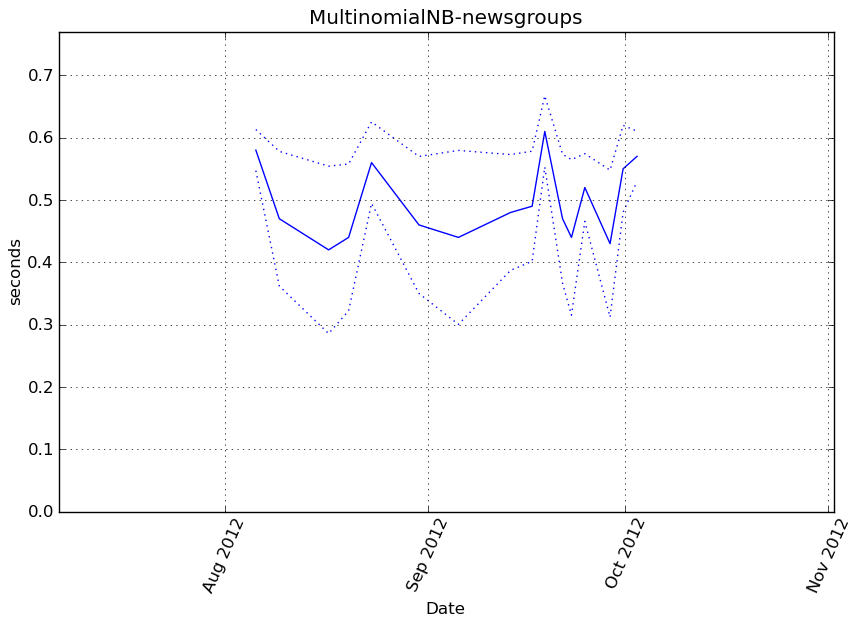 MultinomialNB-newsgroups
0.7
0.6
0.5
0.4
0.3
0.2
0.1
0.0
seconds
Aug 2012
Sep 2012
Oct 2012
Nov 2012
Date